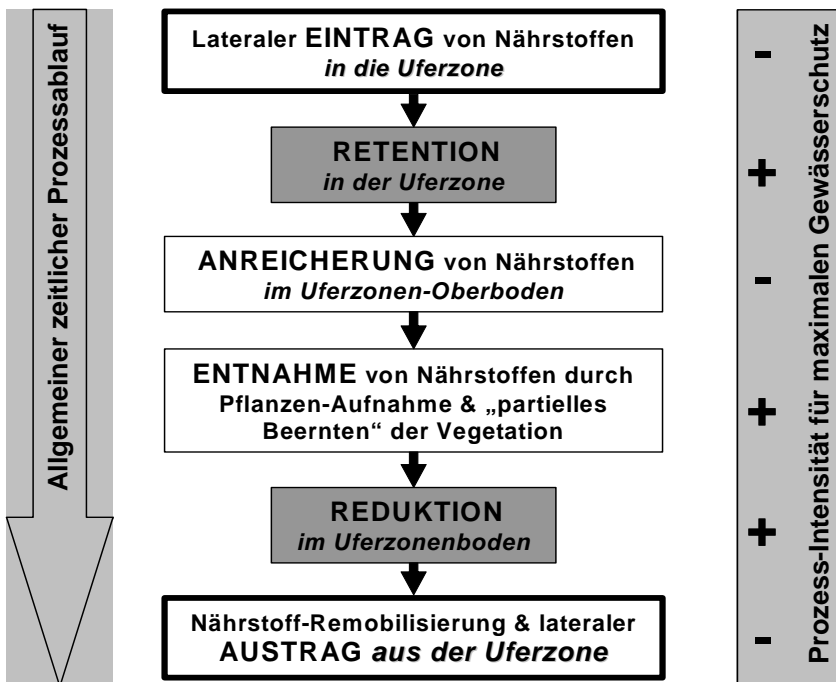 Allgemeiner zeitlicher Prozessablauf
Lateraler EINTRAG von Nährstoffen
in die Uferzone
RETENTION
in der Uferzone
ANREICHERUNG von Nährstoffen
im Uferzonen-Oberboden
ENTNAHME von Nährstoffen durch
Pflanzen-Aufnahme & „partielles
Beernten“ der Vegetation
REDUKTION
im Uferzonenboden
Nährstoff-Remobilisierung & lateraler
AUSTRAG aus der Uferzone
-
+
-
+
+
-
Prozess-Intensität für maximalen Gewässerschutz